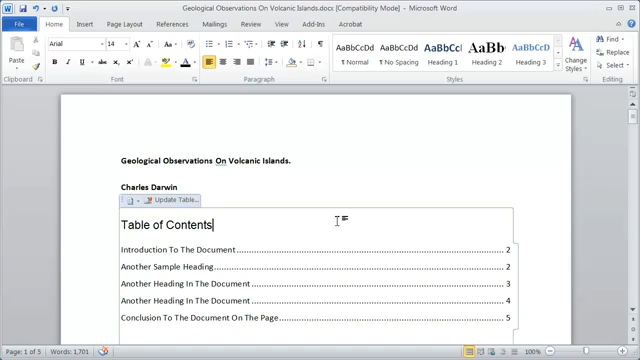 Geological Observations On Volcanic Islands.docx [Compatibility Mode] - Microsoft Word
File Home Insert Page Layout References Mailings Review View Add-Ins Acrobat
Arial 14 A A Aa AaBbCcDd AaBbCcDd AaBbCcI AaBb AaBbCcD Find
Paste ¶ Normal ¶ No Spacing Heading 1 Heading 2 Heading 3 Change Styles Replace
B I U abc x₂ x² A Select
Clipboard Font Paragraph Styles Editing
Geological Observations On Volcanic Islands.
Charles Darwin
Update Table...
Table of Contents
Introduction To The Document 2
Another Sample Heading 2
Another Heading In The Document 3
Another Heading In The Document 4
Conclusion To The Document On The Page 5
Page: 1 of 5 Words: 1,701 100%